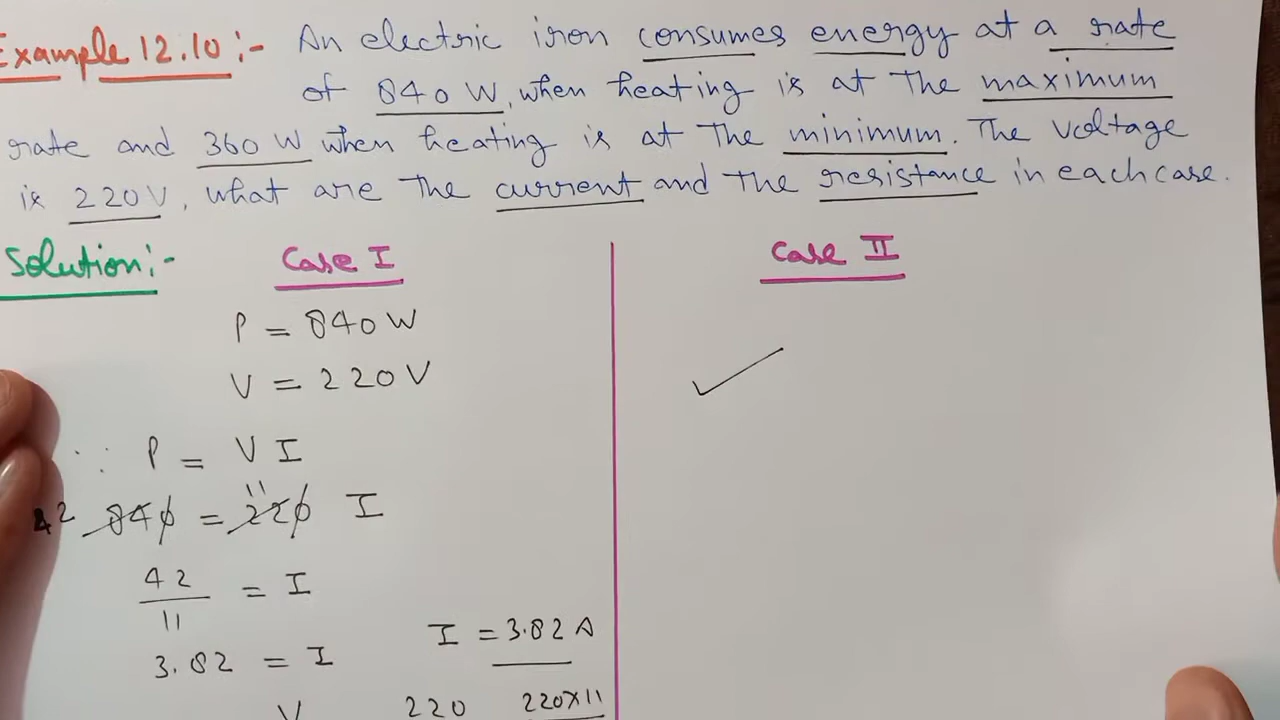 Example 12.10:- An electric iron consumes energy at a rate
of 840 W, when heating is at the maximum
rate and 360 W when heating is at the minimum. The voltage
is 220V, what are the current and the resistance in each case.
Solution:-
Case I
P = 840 W
V = 220 V
∵ P = V I
42 840 = 220 11 I
42/11 = I
3.82 = I
I = 3.82 A
V 220 220×11
Case II